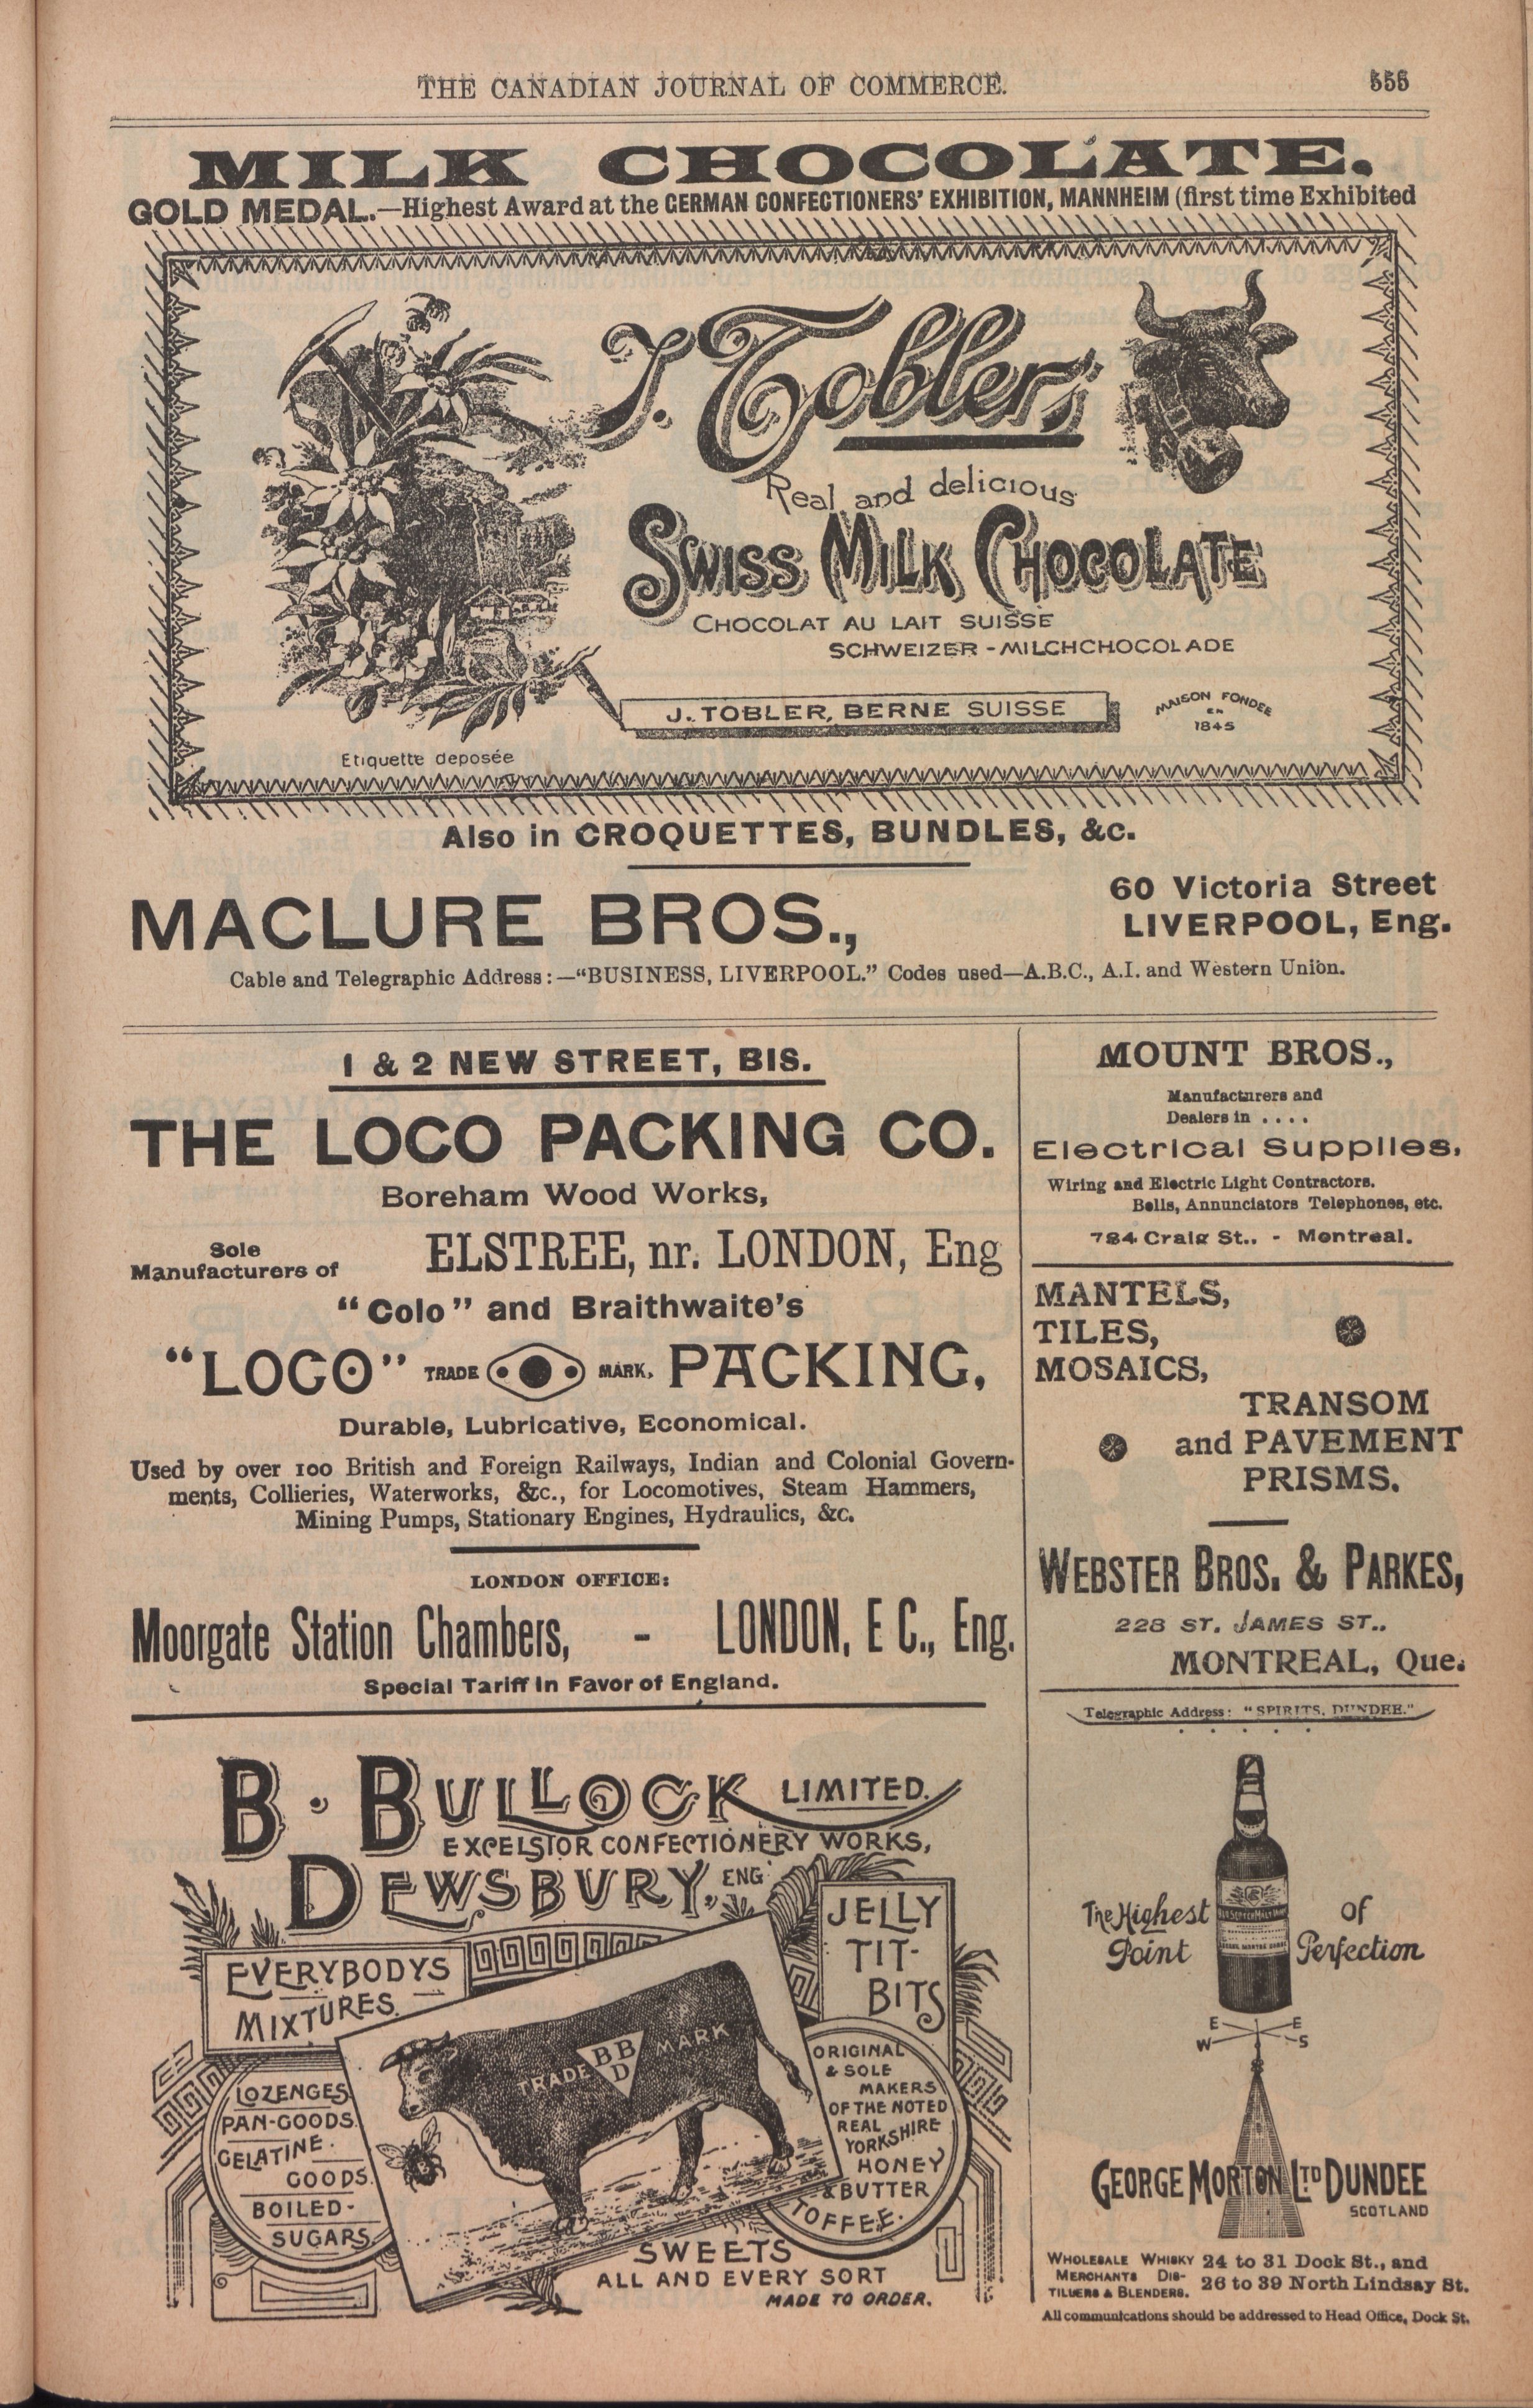 THE CANADIAN JOURNAL OF COMMERCE.
MILK CHOCOLATE.
GOLD MEDAL.—Highest Award at the GERMAN CONFECTIONERS' EXHIBITION, MANNHEIM (first time Exhibited
J. Tobler's
Real and delicious
SWISS MILK CHOCOLATE
CHOCOLAT AU LAIT SUISSE
SCHWEIZER-MILCHCHOCOLADE
J. TOBLER, BERNE SUISSE
MAISON FONDEE
EN
1845
Etiquette deposée
Also in CROQUETTES, BUNDLES, &c.
MACLURE BROS.,
60 Victoria Street
LIVERPOOL, Eng.
Cable and Telegraphic Address:—"BUSINESS, LIVERPOOL." Codes used—A.B.C., A.I. and Western Union.
1 & 2 NEW STREET, BIS.
THE LOCO PACKING CO.
Boreham Wood Works,
Sole
Manufacturers of
ELSTREE, nr. LONDON, Eng
"Colo" and Braithwaite's
"LOCO" TRADE MARK. PACKING,
Durable, Lubricative, Economical.
Used by over 100 British and Foreign Railways, Indian and Colonial Govern-
ments, Collieries, Waterworks, &c., for Locomotives, Steam Hammers,
Mining Pumps, Stationary Engines, Hydraulics, &c.
LONDON OFFICE:
Moorgate Station Chambers, - LONDON, E C., Eng.
Special Tariff in Favor of England.
MOUNT BROS.,
Manufacturers and
Dealers in ....
Electrical Supplies,
Wiring and Electric Light Contractors.
Bells, Annunciators Telephones, etc.
784 Craig St.. - Montreal.
MANTELS,
TILES,
MOSAICS,
TRANSOM
and PAVEMENT
PRISMS.
WEBSTER BROS. & PARKES,
228 ST. JAMES ST..
MONTREAL, Que.
B. BULLOCK LIMITED.
EXCELSIOR CONFECTIONERY WORKS,
DEWSBURY, ENG
EVERYBODYS
MIXTURES.
JELLY
TIT-
BITS
TRADE BB D MARK
LOZENGES
PAN-GOODS.
GELATINE
GOODS.
BOILED-
SUGARS.
ORIGINAL
& SOLE
MAKERS
OF THE NOTED
REAL
YORKSHIRE
HONEY
& BUTTER
TOFFEE.
SWEETS
ALL AND EVERY SORT
MADE TO ORDER.
Telegraphic Address: "SPIRITS, DUNDEE."
The Highest
Point
of
Perfection
E E
W S
GEORGE MORTON LTD DUNDEE
SCOTLAND
WHOLESALE WHISKY
MERCHANTS DIS-
TILLERS & BLENDERS.
24 to 31 Dock St., and
26 to 39 North Lindsay St.
All communications should be addressed to Head Office, Dock St.